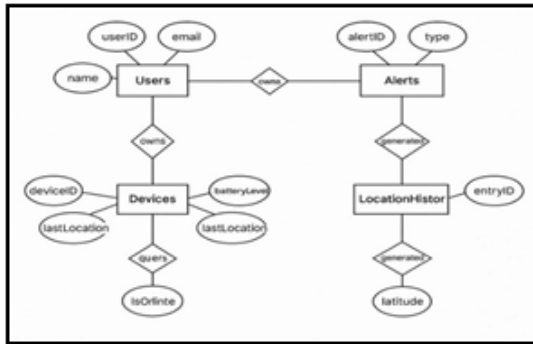 userID
email
alertID
type
name
Users
owns
Alerts
owns
generated
deviceID
Devices
batteryLevel
LocationHistor
entryID
lastLocation
lastLocation
quers
generated
IsOrlinte
latitude